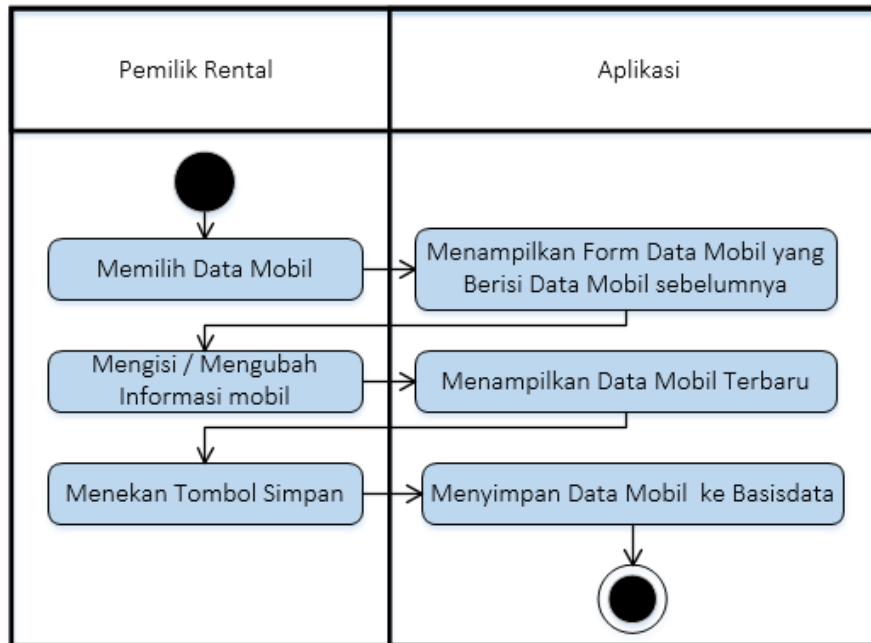 Pemilik Rental
Aplikasi
Memilih Data Mobil
Menampilkan Form Data Mobil yang
Berisi Data Mobil sebelumnya
Mengisi / Mengubah
Informasi mobil
Menampilkan Data Mobil Terbaru
Menekan Tombol Simpan
Menyimpan Data Mobil ke Basisdata